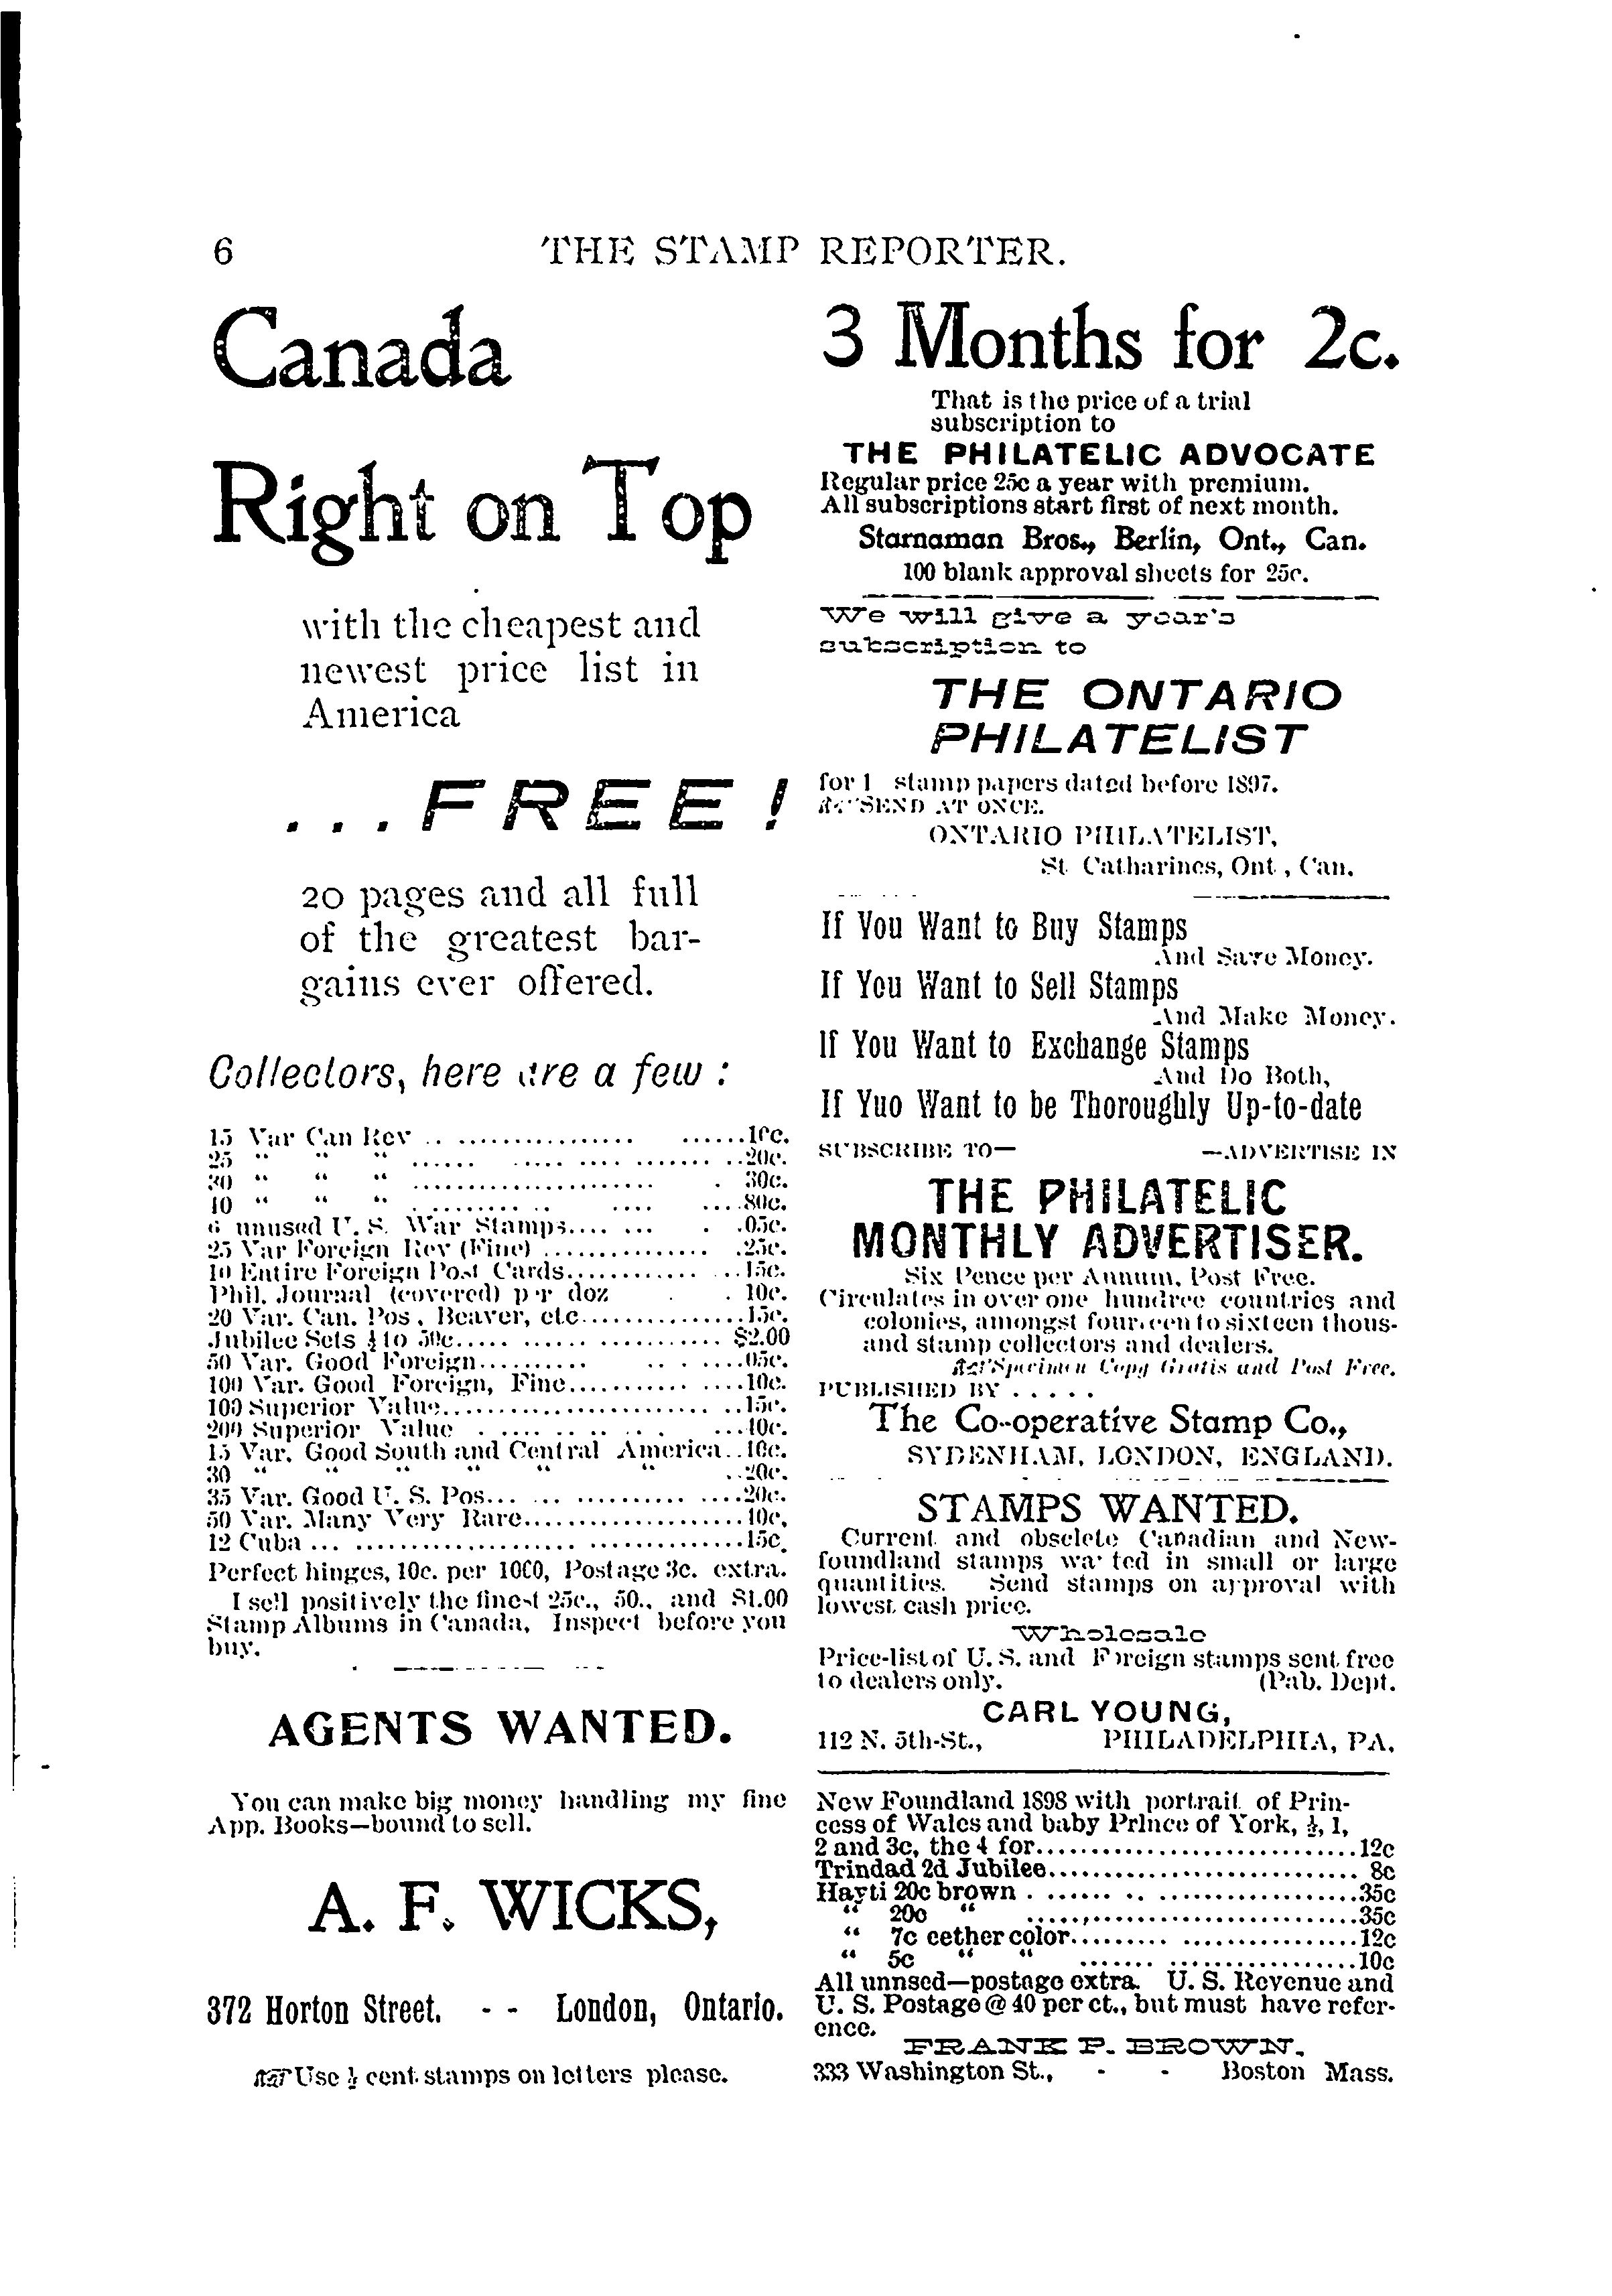 6 THE STAMP REPORTER.
Canada
Right on Top
with the cheapest and
newest price list in
America
...FREE!
20 pages and all full
of the greatest bar-
gains ever offered.
Collectors, here are a few :
15 Var Can Rev .. ................ ......10c.
25 " " " ...... ..... .... ....... ..20c.
30 " " " ...................... . 30c.
40 " " " ............. .. .... ....80c.
6 unused U. S. War Stamps.... ... . .05c.
25 Var Foreign Rev (Fine) ............... .25c.
10 Entire Foreign Post Cards............ ..15c.
Phil. Journal (covered) per doz . . 10c.
20 Var. Can. Pos , Beaver, etc...............15c.
Jubilee Sets ½ to 50c..... ..................... $2.00
50 Var. Good Foreign.......... .. . ....05c.
100 Var. Good Foreign, Fine........... ....10c.
100 Superior Value........................ ..15c.
200 Superior Value . .... .. .. .. . ...40c.
15 Var. Good South and Central America..10c.
30 " " " " " " ..20c.
35 Var. Good U. S. Pos... ... .......... ....20c.
50 Var. Many Very Rare....................10c.
12 Cuba ... .................. ..... ..............15c.
Perfect hinges, 10c. per 1000, Postage 3c. extra.
I sell positively the finest 25c., 50., and $1.00
Stamp Albums in Canada, Inspect before you
buy.
AGENTS WANTED.
You can make big money handling my fine
App. Books—bound to sell.
A. F. WICKS,
372 Horton Street. - - London, Ontario.
Use ½ cent stamps on letters please.
3 Months for 2c.
That is the price of a trial
subscription to
THE PHILATELIC ADVOCATE
Regular price 25c a year with premium.
All subscriptions start first of next month.
Starnaman Bros., Berlin, Ont., Can.
100 blank approval sheets for 25c.
We will give a year's
subscription to
THE ONTARIO
PHILATELIST
for 1 stamp papers dated before 1897.
SEND AT ONCE.
ONTARIO PHILATELIST,
St. Catharines, Ont , Can.
If You Want to Buy Stamps
And Save Money.
If You Want to Sell Stamps
And Make Money.
If You Want to Exchange Stamps
And Do Both,
If Yuo Want to be Thoroughly Up-to-date
SUBSCRIBE TO— —ADVERTISE IN
THE PHILATELIC
MONTHLY ADVERTISER.
Six Pence per Annum, Post Free.
Circulates in over one hundree countries and
colonies, amongst fourteen to sixteen thous-
and stamp collectors and dealers.
Specimen Copy Gratis and Post Free.
PUBLISHED BY . . . . .
The Co-operative Stamp Co.,
SYDENHAM, LONDON, ENGLAND.
STAMPS WANTED.
Current and obsclete Canadian and New-
foundland stamps wa ted in small or large
quantities. Send stamps on approval with
lowest cash price.
Wholesale
Price-list of U. S. and Foreign stamps sent free
to dealers only. (Pab. Dept.
CARL YOUNG,
112 N. 5th-St., PHILADELPHIA, PA.
New Foundland 1898 with portrait of Prin-
cess of Wales and baby Prince of York, ½, 1,
2 and 3c, the 4 for.............................12c
Trindad 2d Jubilee............................ 8c
Hayti 20c brown . ...... .. ..................35c
" 20c " ..............................35c
" 7c eether color......... ................12c
" 5c " " ....... .................10c
All unnsed—postage extra. U. S. Revenue and
U. S. Postage @ 40 per ct., but must have refer-
ence.
FRANK P. BROWN,
333 Washington St., - - Boston Mass.